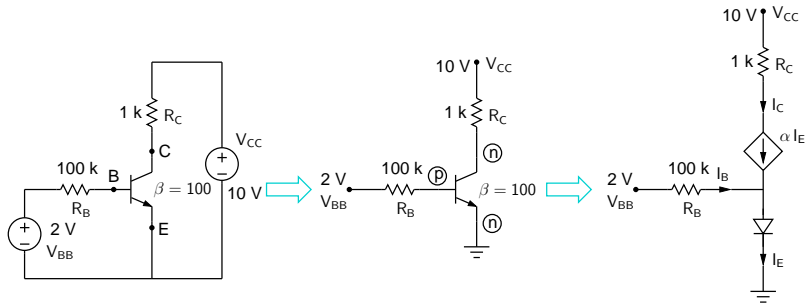 1 k
R_C
C
V_CC
100 k
B
β = 100
10 V
R_B
2 V
E
V_BB
10 V V_CC
1 k
R_C
n
2 V
100 k
p
β = 100
V_BB
R_B
n
10 V V_CC
1 k
R_C
I_C
α I_E
2 V
100 k
I_B
V_BB
R_B
I_E